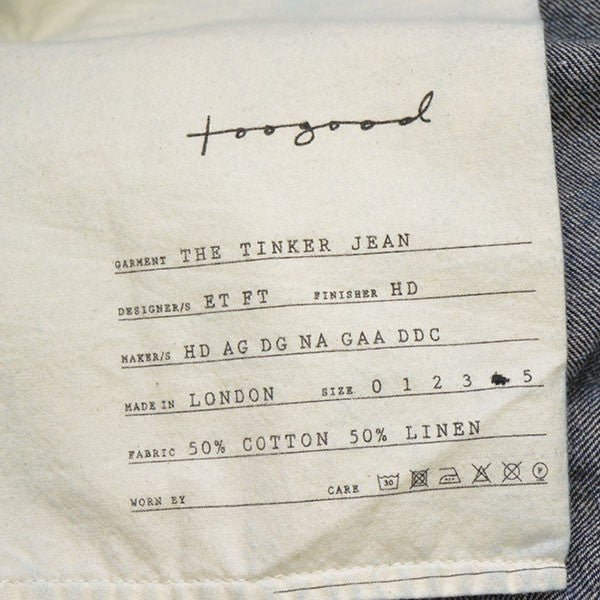 toogood
GARMENT THE TINKER JEAN
DESIGNER/S ET FT FINISHER HD
MAKER/S HD AG DG NA GAA DDC
MADE IN LONDON SIZE 0 1 2 3 5
FABRIC 50% COTTON 50% LINEN
WORN BY CARE 30 P